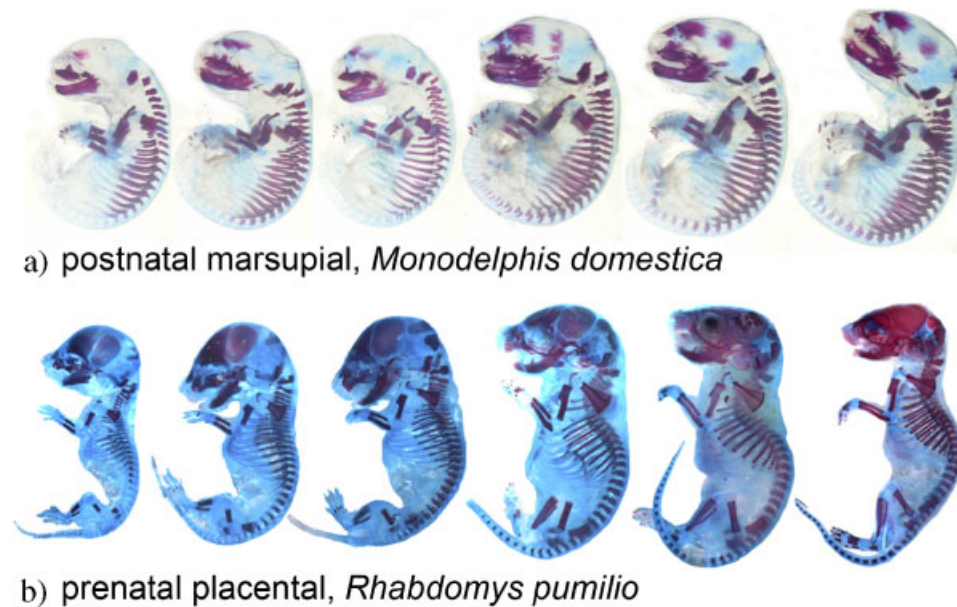 a) postnatal marsupial, Monodelphis domestica
b) prenatal placental, Rhabdomys pumilio